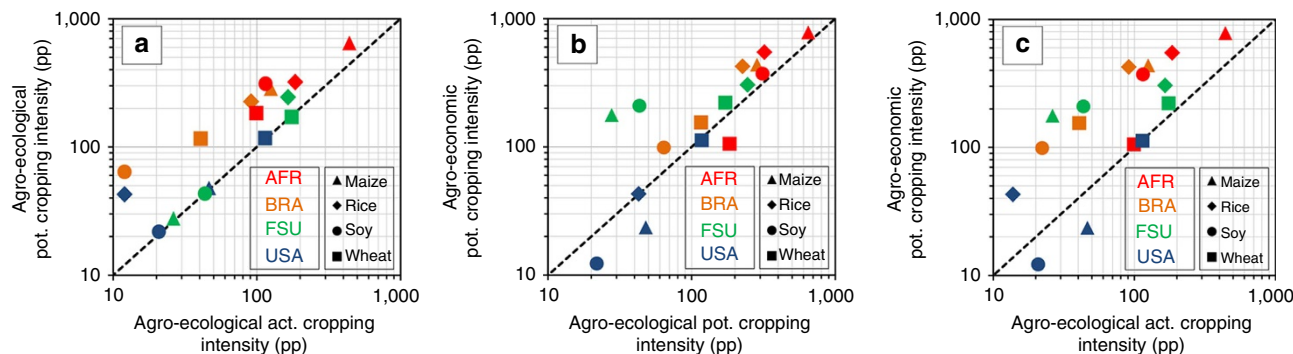 1,000
100
10
a
AFR
BRA
FSU
USA
Maize
Rice
Soy
Wheat
10
100
1,000
Agro-ecological
pot. cropping intensity (pp)
Agro-ecological act. cropping
intensity (pp)
1,000
100
10
b
AFR
BRA
FSU
USA
Maize
Rice
Soy
Wheat
10
100
1,000
Agro-economic
pot. cropping intensity (pp)
Agro-ecological pot. cropping
intensity (pp)
1,000
100
10
c
AFR
BRA
FSU
USA
Maize
Rice
Soy
Wheat
10
100
1,000
Agro-economic
pot. cropping intensity (pp)
Agro-ecological act. cropping
intensity (pp)